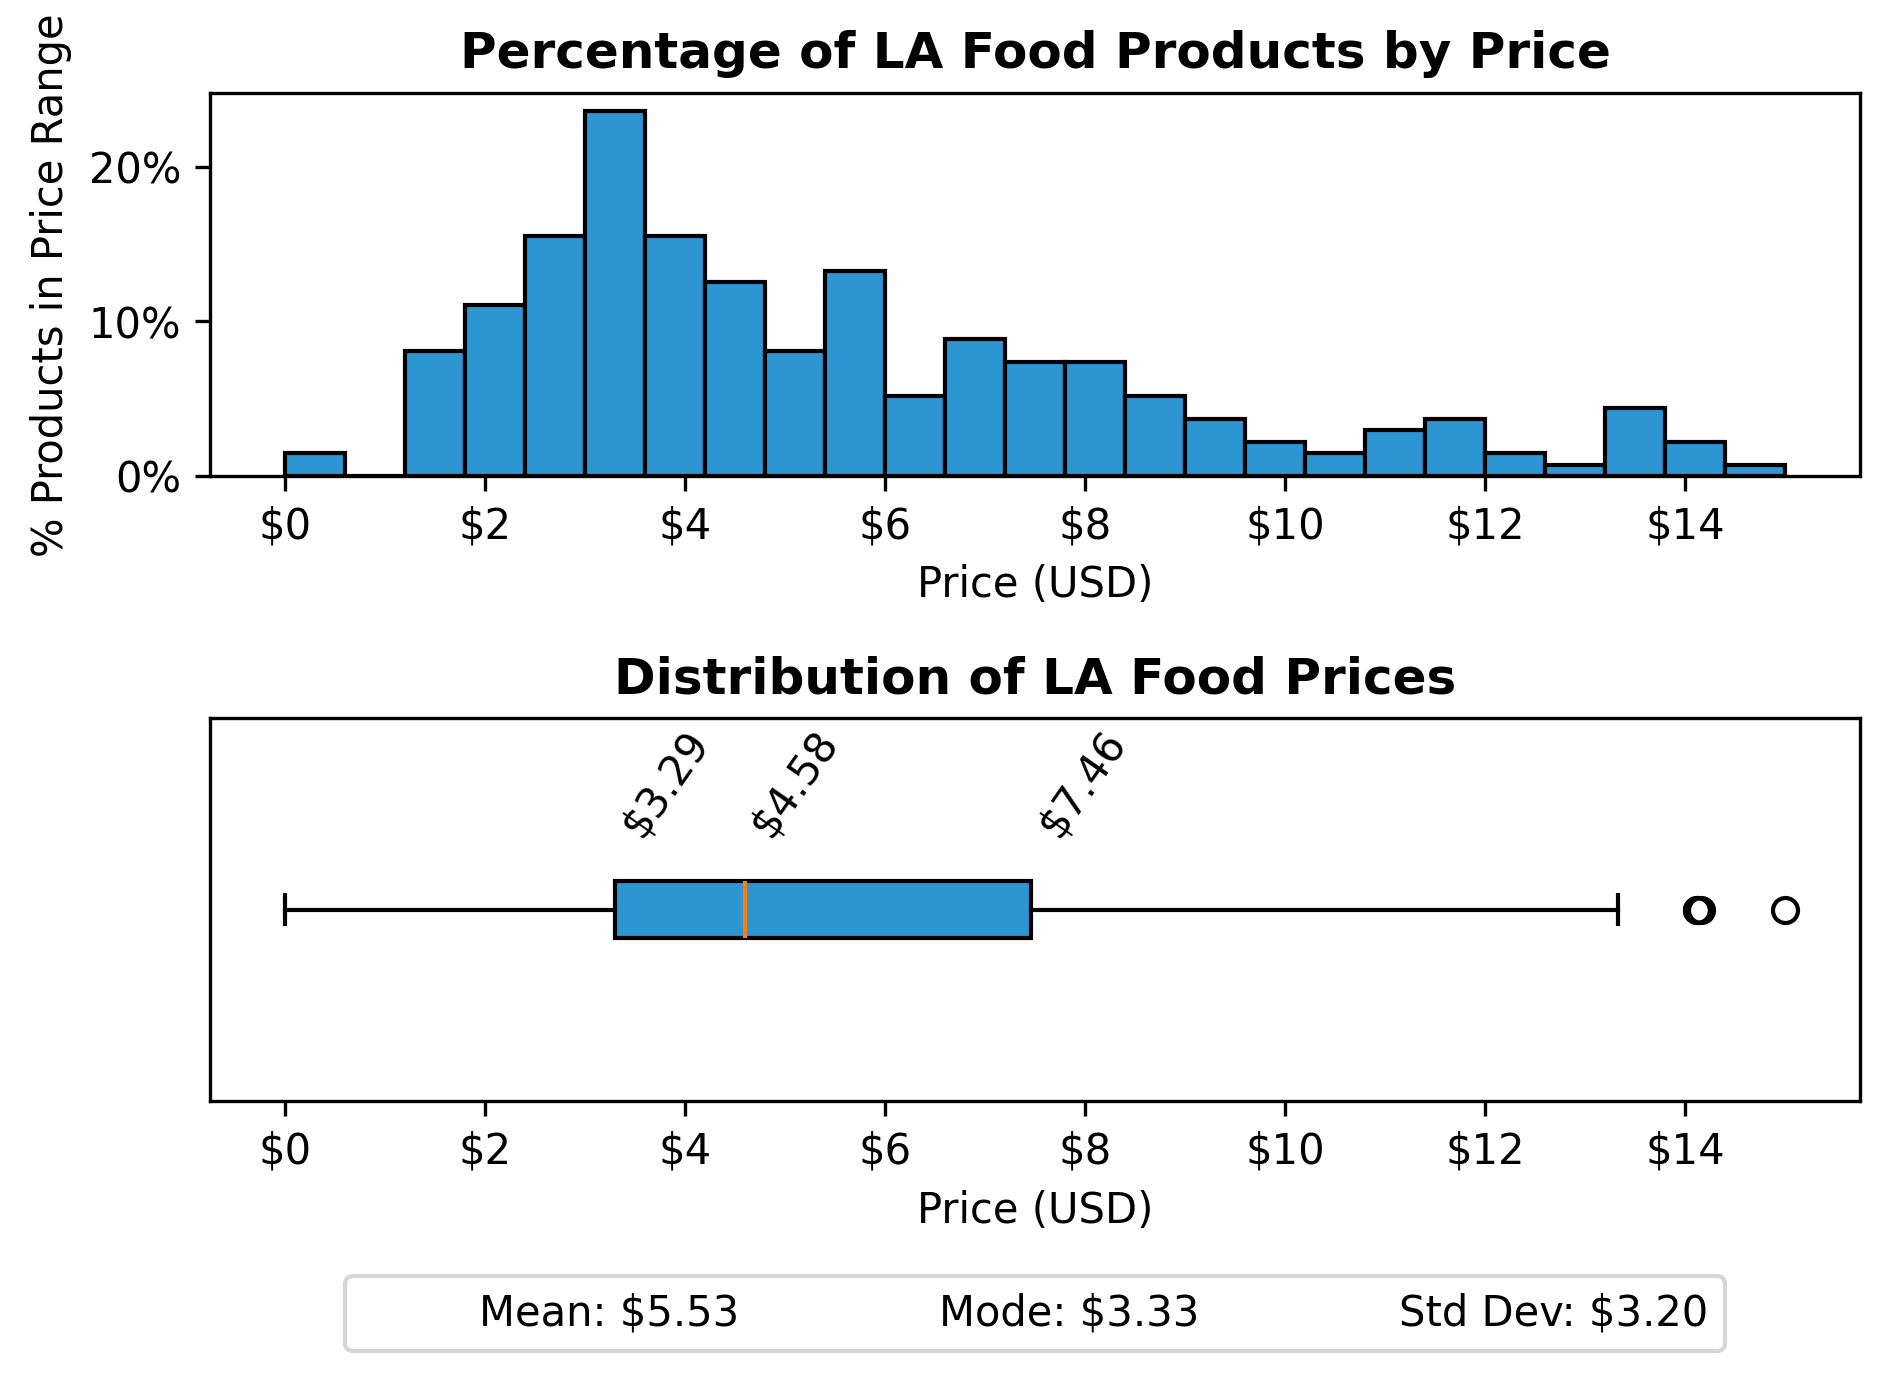 Percentage of LA Food Products by Price
% Products in Price Range
20%
10%
0%
$0 $2 $4 $6 $8 $10 $12 $14
Price (USD)
Distribution of LA Food Prices
$3.29 $4.58 $7.46
$0 $2 $4 $6 $8 $10 $12 $14
Price (USD)
Mean: $5.53 Mode: $3.33 Std Dev: $3.20